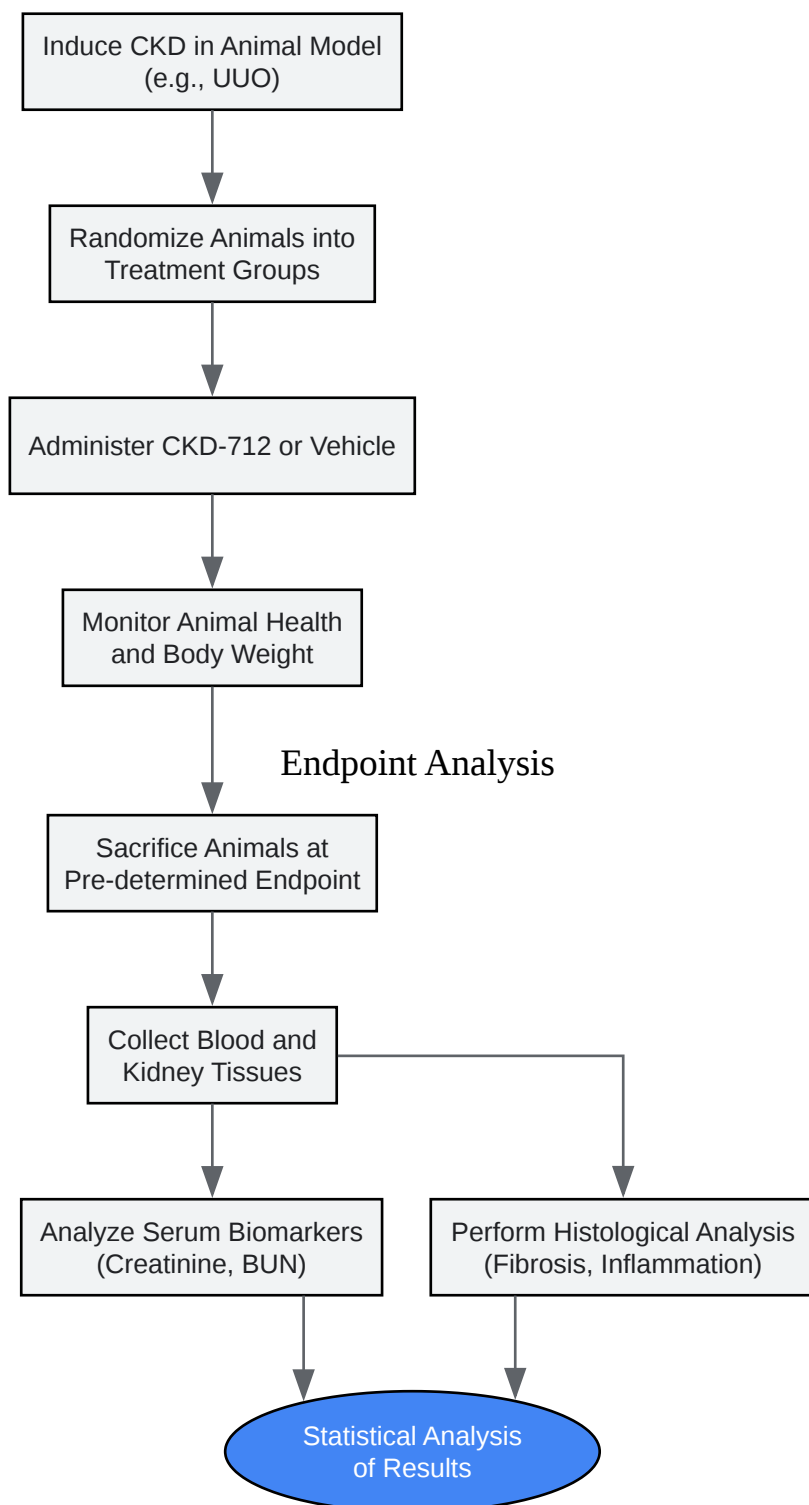 Induce CKD in Animal Model
(e.g., UUO)
Randomize Animals into
Treatment Groups
Administer CKD-712 or Vehicle
Monitor Animal Health
and Body Weight
Endpoint Analysis
Sacrifice Animals at
Pre-determined Endpoint
Collect Blood and
Kidney Tissues
Analyze Serum Biomarkers
(Creatinine, BUN)
Perform Histological Analysis
(Fibrosis, Inflammation)
Statistical Analysis
of Results